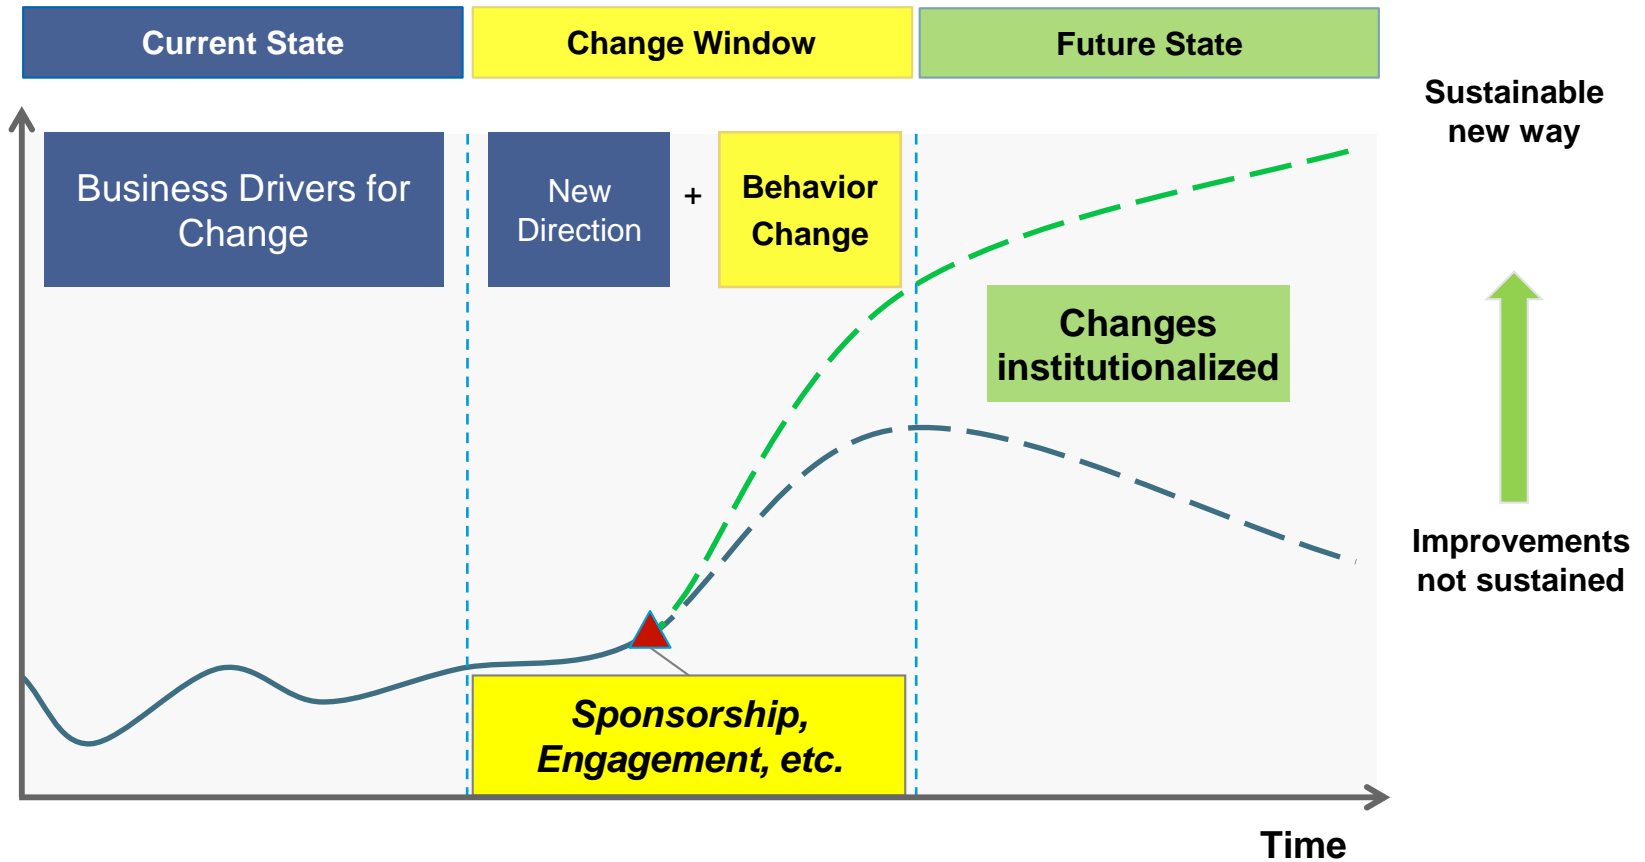 Current State
Change Window
Future State
Sustainable
new way
Business Drivers for
Change
New
Direction
+
Behavior
Change
Changes
institutionalized
Improvements
not sustained
Sponsorship,
Engagement, etc.
Time